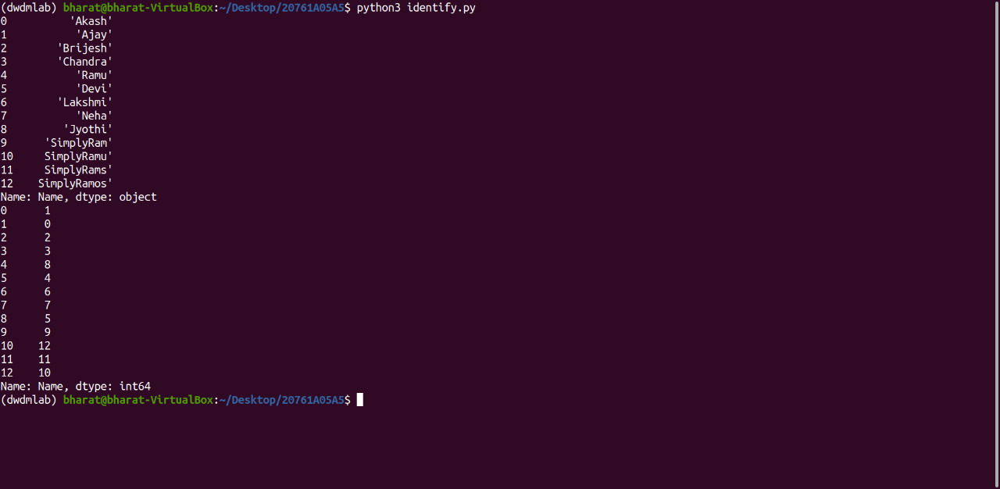 (dwdmlab) bharat@bharat-VirtualBox:~/Desktop/20761A05A5$ python3 identify.py
0          'Akash'
1           'Ajay'
2        'Brijesh'
3        'Chandra'
4           'Ramu'
5           'Devi'
6        'Lakshmi'
7           'Neha'
8         'Jyothi'
9      'SimplyRam'
10     SimplyRamu'
11     SimplyRams'
12    SimplyRamos'
Name: Name, dtype: object
0      1
1      0
2      2
3      3
4      8
5      4
6      6
7      7
8      5
9      9
10    12
11    11
12    10
Name: Name, dtype: int64
(dwdmlab) bharat@bharat-VirtualBox:~/Desktop/20761A05A5$